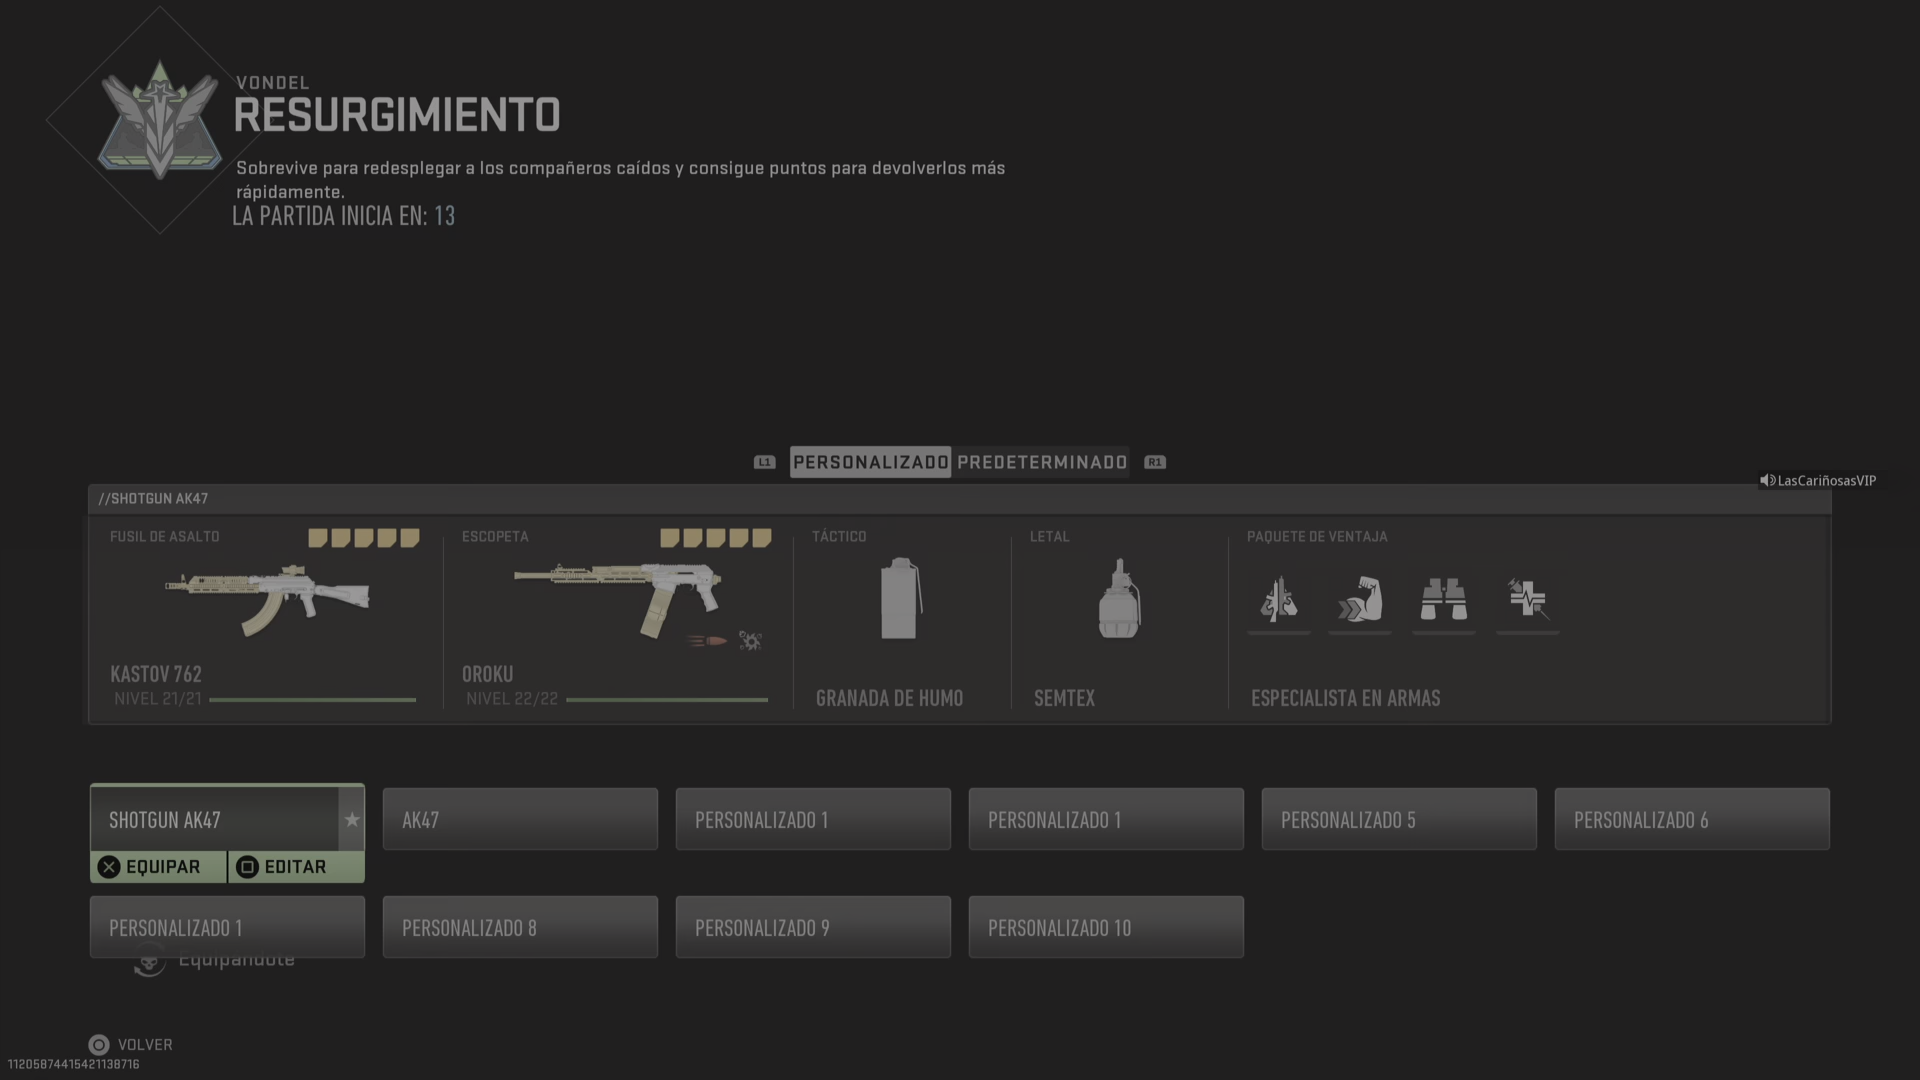 VONDEL
RESURGIMIENTO
Sobrevive para redesplegar a los compañeros caídos y consigue puntos para devolverlos más
rápidamente.
LA PARTIDA INICIA EN: 13
L1 PERSONALIZADO PREDETERMINADO R1
LasCariñosasVIP
//SHOTGUN AK47
FUSIL DE ASALTO
KASTOV 762
NIVEL 21/21
ESCOPETA
OROKU
NIVEL 22/22
TÁCTICO
GRANADA DE HUMO
LETAL
SEMTEX
PAQUETE DE VENTAJA
ESPECIALISTA EN ARMAS
SHOTGUN AK47
AK47
PERSONALIZADO 1
PERSONALIZADO 1
PERSONALIZADO 5
PERSONALIZADO 6
EQUIPAR EDITAR
PERSONALIZADO 1
PERSONALIZADO 8
PERSONALIZADO 9
PERSONALIZADO 10
Equipándote
VOLVER
11205874415421138716